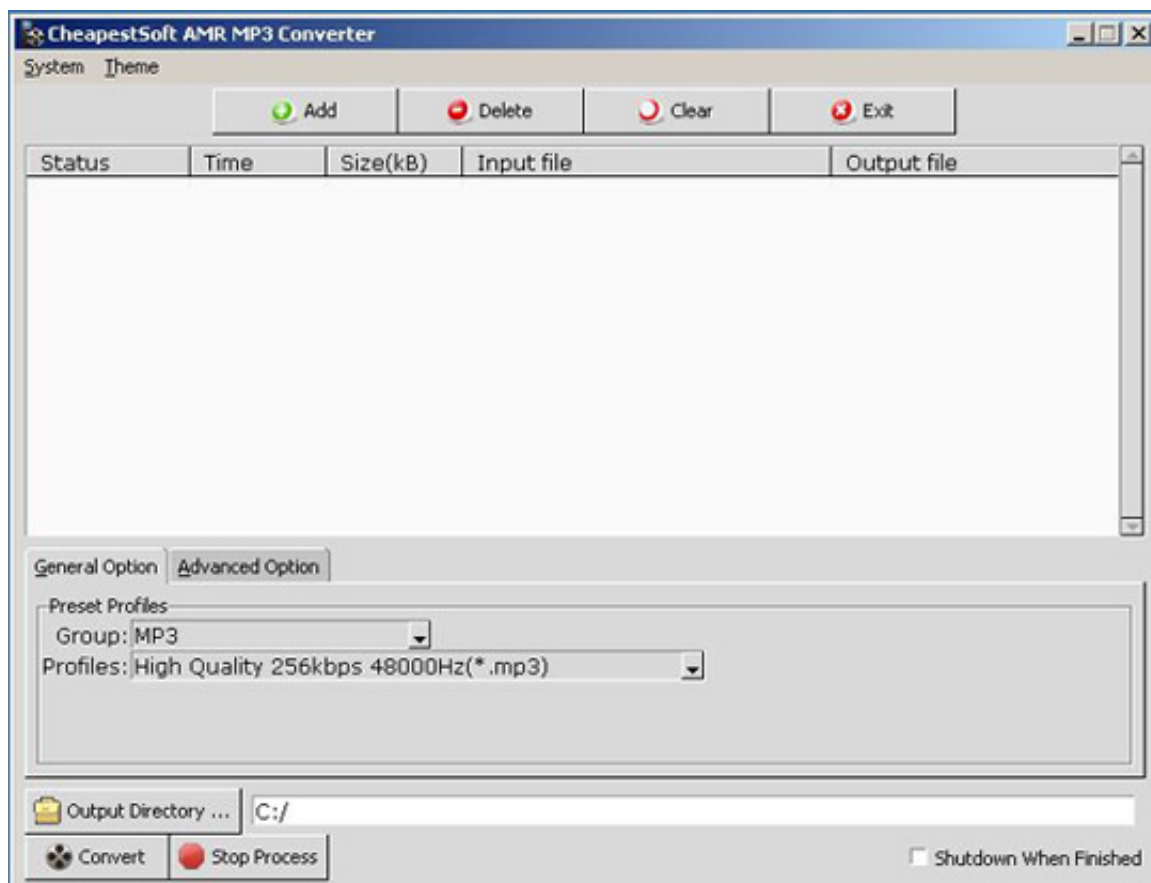 CheapestSoft AMR MP3 Converter
System Theme
Add Delete Clear Exit
Status Time Size(kB) Input file Output file
General Option Advanced Option
Preset Profiles
Group: MP3
Profiles: High Quality 256kbps 48000Hz(*.mp3)
Output Directory ... C:/
Convert Stop Process Shutdown When Finished